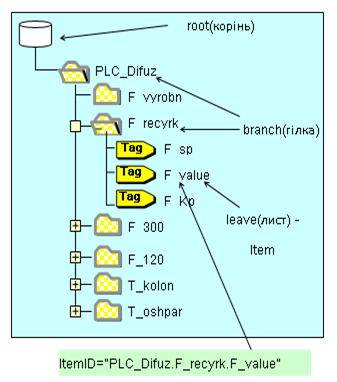 root(корінь)
PLC_Difuz
F vyrobn
F recyrk
branch(гілка)
Tag F sp
Tag F value
Tag F Kp
leave(лист) -
Item
F 300
F_120
T_kolon
T_oshpar
ItemID="PLC_Difuz.F_recyrk.F_value"